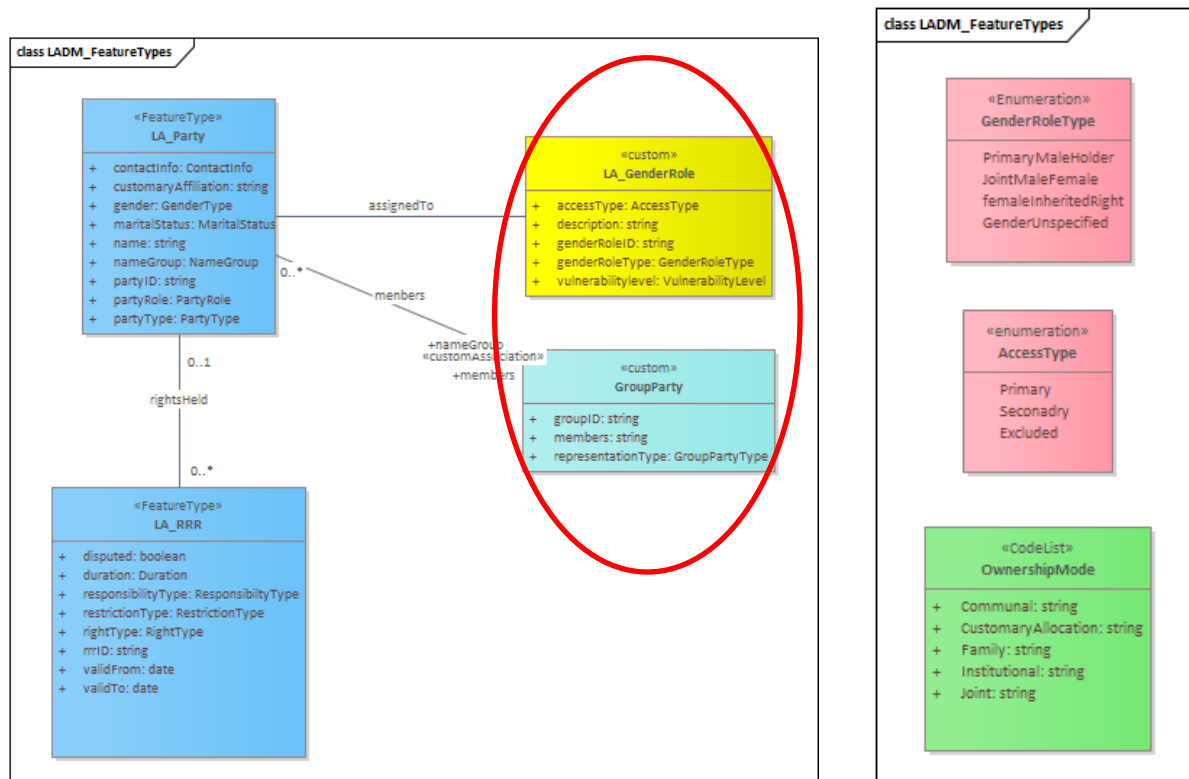 class LADM_FeatureTypes
«FeatureType»
LA_Party
+ contactInfo: ContactInfo
+ customaryAffiliation: string
+ gender: GenderType
+ maritalStatus: MaritalStatus
+ name: string
+ nameGroup: NameGroup
+ partyID: string
+ partyRole: PartyRole
+ partyType: PartyType
assignedTo
«custom»
LA_GenderRole
+ accessType: AccessType
+ description: string
+ genderRoleID: string
+ genderRoleType: GenderRoleType
+ vulnerabilitylevel: VulnerabilityLevel
0..*
menbers
+nameGroup
«customAssociation»
+members
«custom»
GroupParty
+ groupID: string
+ members: string
+ representationType: GroupPartyType
0..1
rightsHeld
0..*
«FeatureType»
LA_RRR
+ disputed: boolean
+ duration: Duration
+ responsibilityType: ResponsibiltyType
+ restrictionType: RestrictionType
+ rightType: RightType
+ rrrID: string
+ validFrom: date
+ validTo: date
class LADM_FeatureTypes
«Enumeration»
GenderRoleType
PrimaryMaleHolder
JointMaleFemale
femaleInheritedRight
GenderUnspecified
«enumeration»
AccessType
Primary
Seconadry
Excluded
«CodeList»
OwnershipMode
+ Communal: string
+ CustomaryAllocation: string
+ Family: string
+ Institutional: string
+ Joint: string